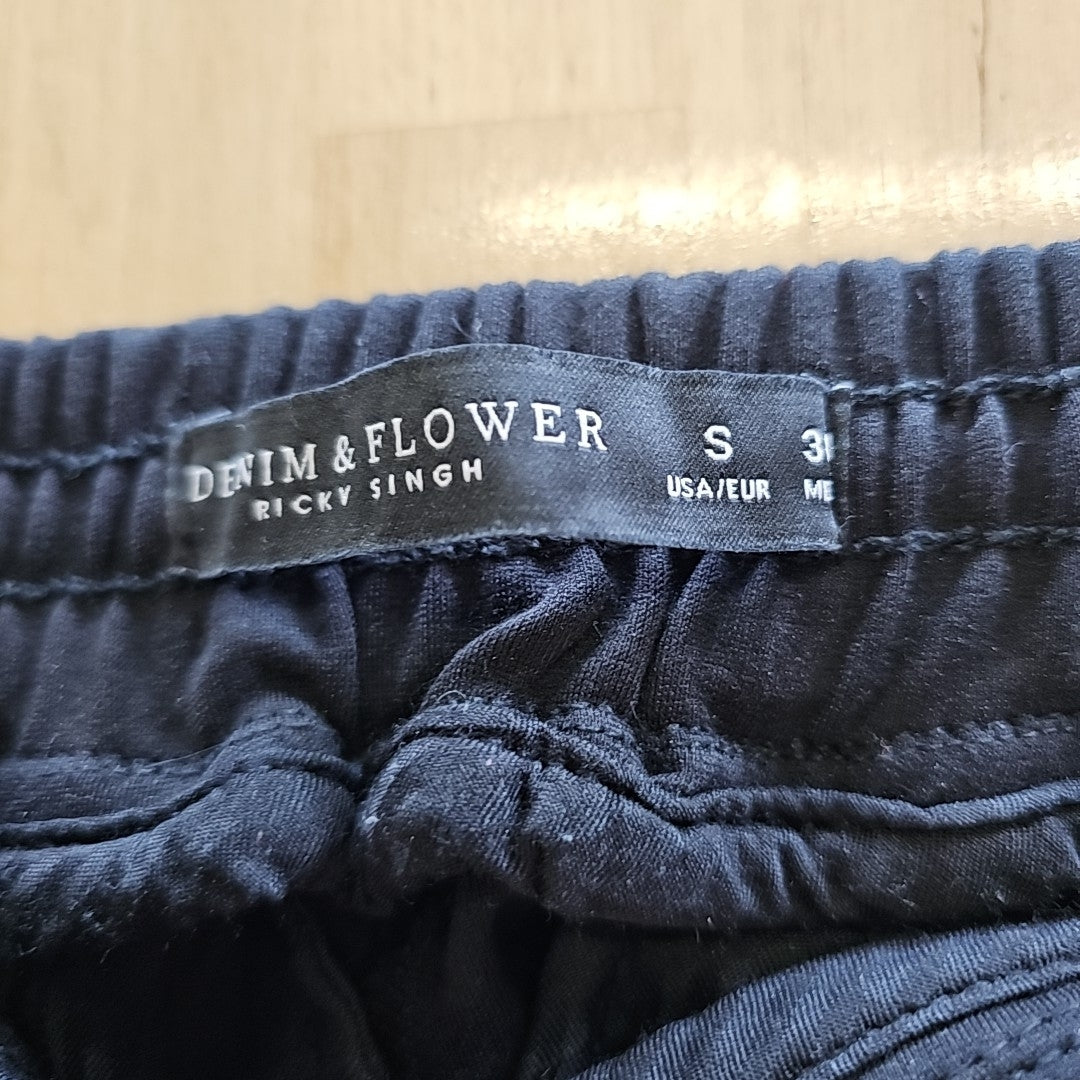 DENIM & FLOWER
RICKY SINGH
S
USA/EUR